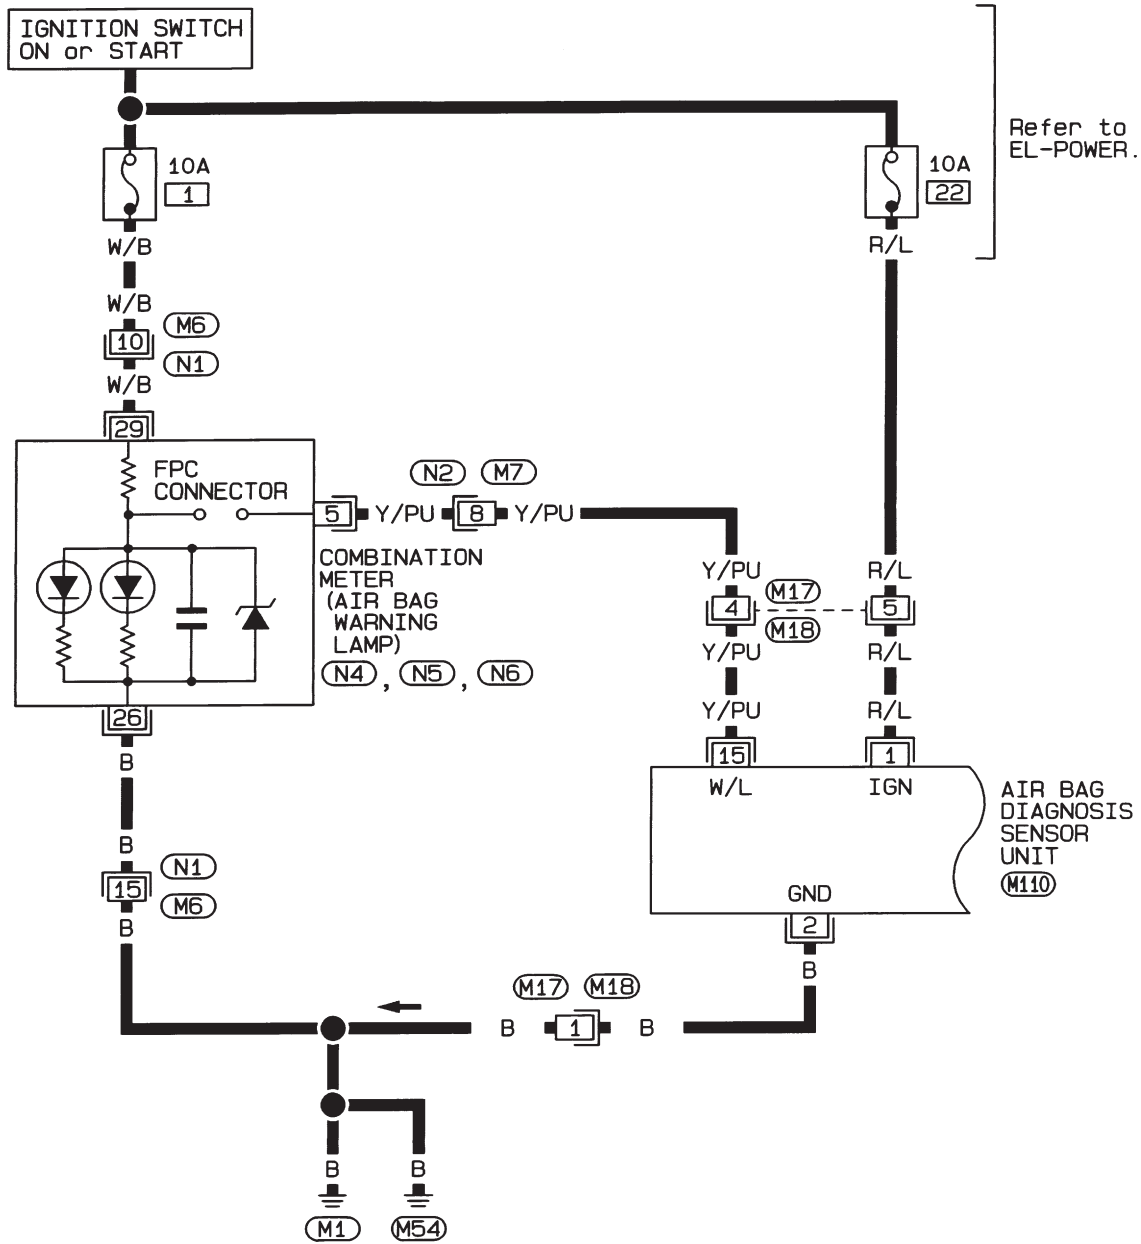 IGNITION SWITCH
ON or START
Refer to
EL-POWER.
10A
1
10A
22
W/B
R/L
W/B
M6
10
N1
W/B
29
FPC
CONNECTOR
N2
M7
5
Y/PU
8
Y/PU
COMBINATION
METER
(AIR BAG
WARNING
LAMP)
N4, N5, N6
Y/PU
R/L
M17
4
5
M18
Y/PU
R/L
Y/PU
R/L
26
15
1
W/L
IGN
AIR BAG
DIAGNOSIS
SENSOR
UNIT
M110
B
B
N1
15
M6
B
GND
2
B
M17
M18
B
1
B
B
B
M1
M54